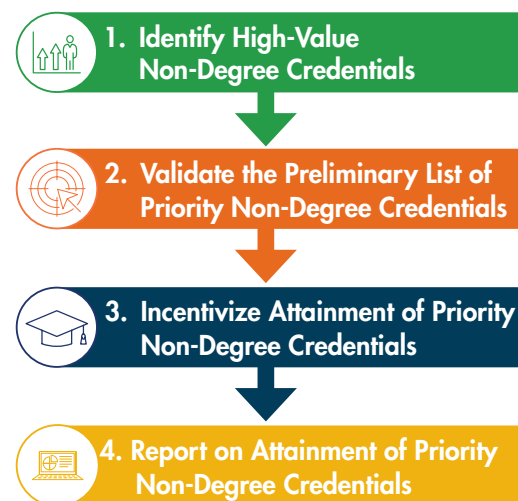 1. Identify High-Value
Non-Degree Credentials
2. Validate the Preliminary List of
Priority Non-Degree Credentials
3. Incentivize Attainment of Priority
Non-Degree Credentials
4. Report on Attainment of Priority
Non-Degree Credentials